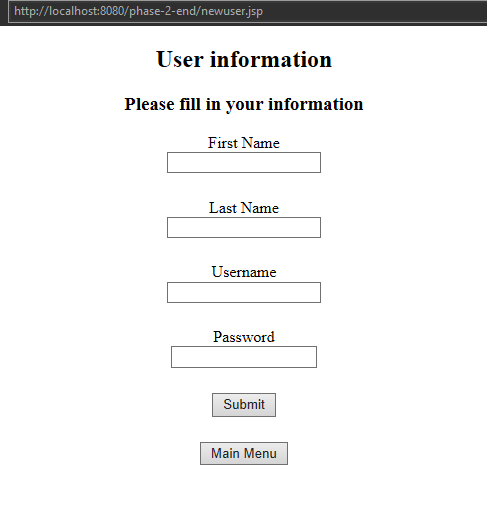 http://localhost:8080/phase-2-end/newuser.jsp
User information
Please fill in your information
First Name
Last Name
Username
Password
Submit
Main Menu